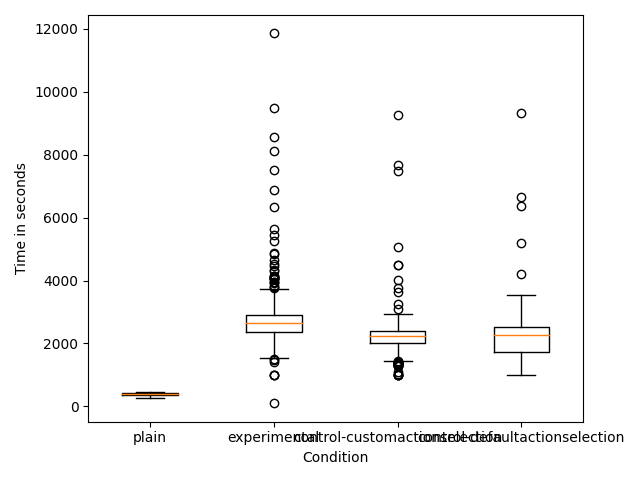 12000
10000
8000
6000
4000
2000
0
Time in seconds
plain
experimental
control-customactionselection
control-defaultactionselection
Condition